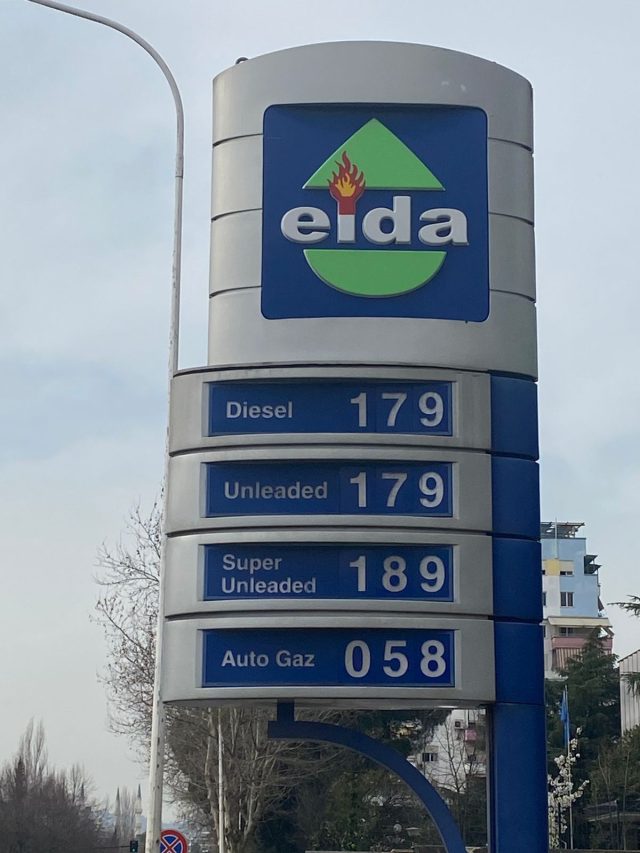 eida
Diesel 179
Unleaded 179
Super
Unleaded 189
Auto Gaz 058